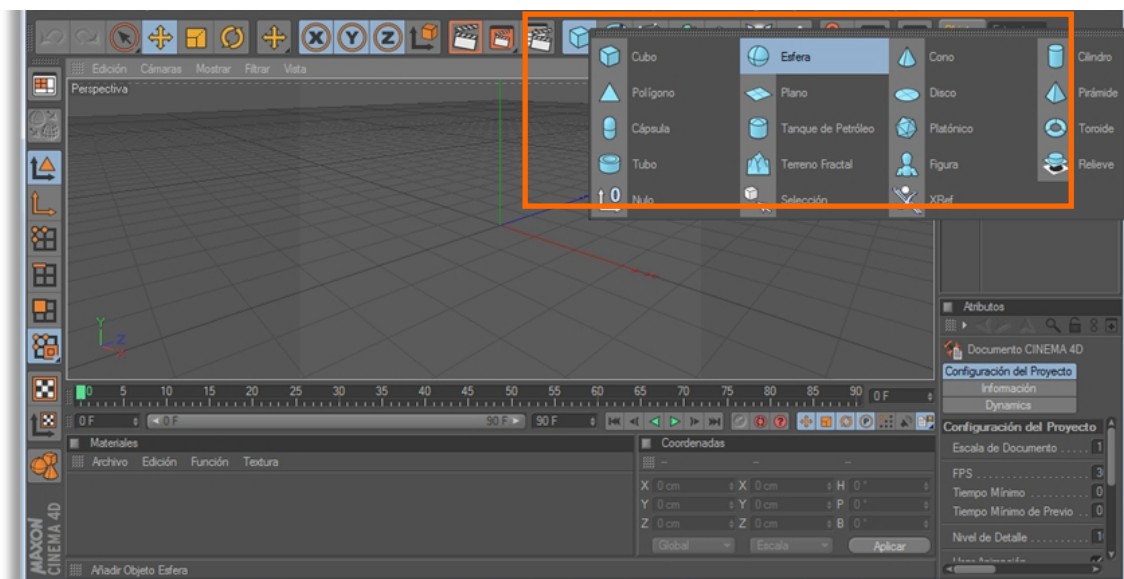 Cubo Esfera Cono Cilindro
Polígono Plano Disco Pirámide
Cápsula Tanque de Petróleo Platónico Toroide
Tubo Terreno Fractal Figura Relieve
Nulo Selección XRef
Edición Cámaras Mostrar Filtrar Vista
Perspectiva
Y
Z
X
0 5 10 15 20 25 30 35 40 45 50 55 60 65 70 75 80 85 90 0 F
0 F 0 F 90 F 90 F
Materiales
Archivo Edición Función Textura
Coordenadas
X 0 cm X 0 cm H 0 °
Y 0 cm Y 0 cm P 0 °
Z 0 cm Z 0 cm B 0 °
Global Escala Aplicar
Atributos
Documento CINEMA 4D
Configuración del Proyecto
Información
Dynamics
Configuración del Proyecto
Escala de Documento . . . . . 1
FPS . . . . . . . . . . . . . . . . . . 3
Tiempo Mínimo . . . . . . . . . . 0
Tiempo Mínimo de Previo . . 0
Nivel de Detalle . . . . . . . . . 1
MAXON
CINEMA 4D
Añadir Objeto Esfera